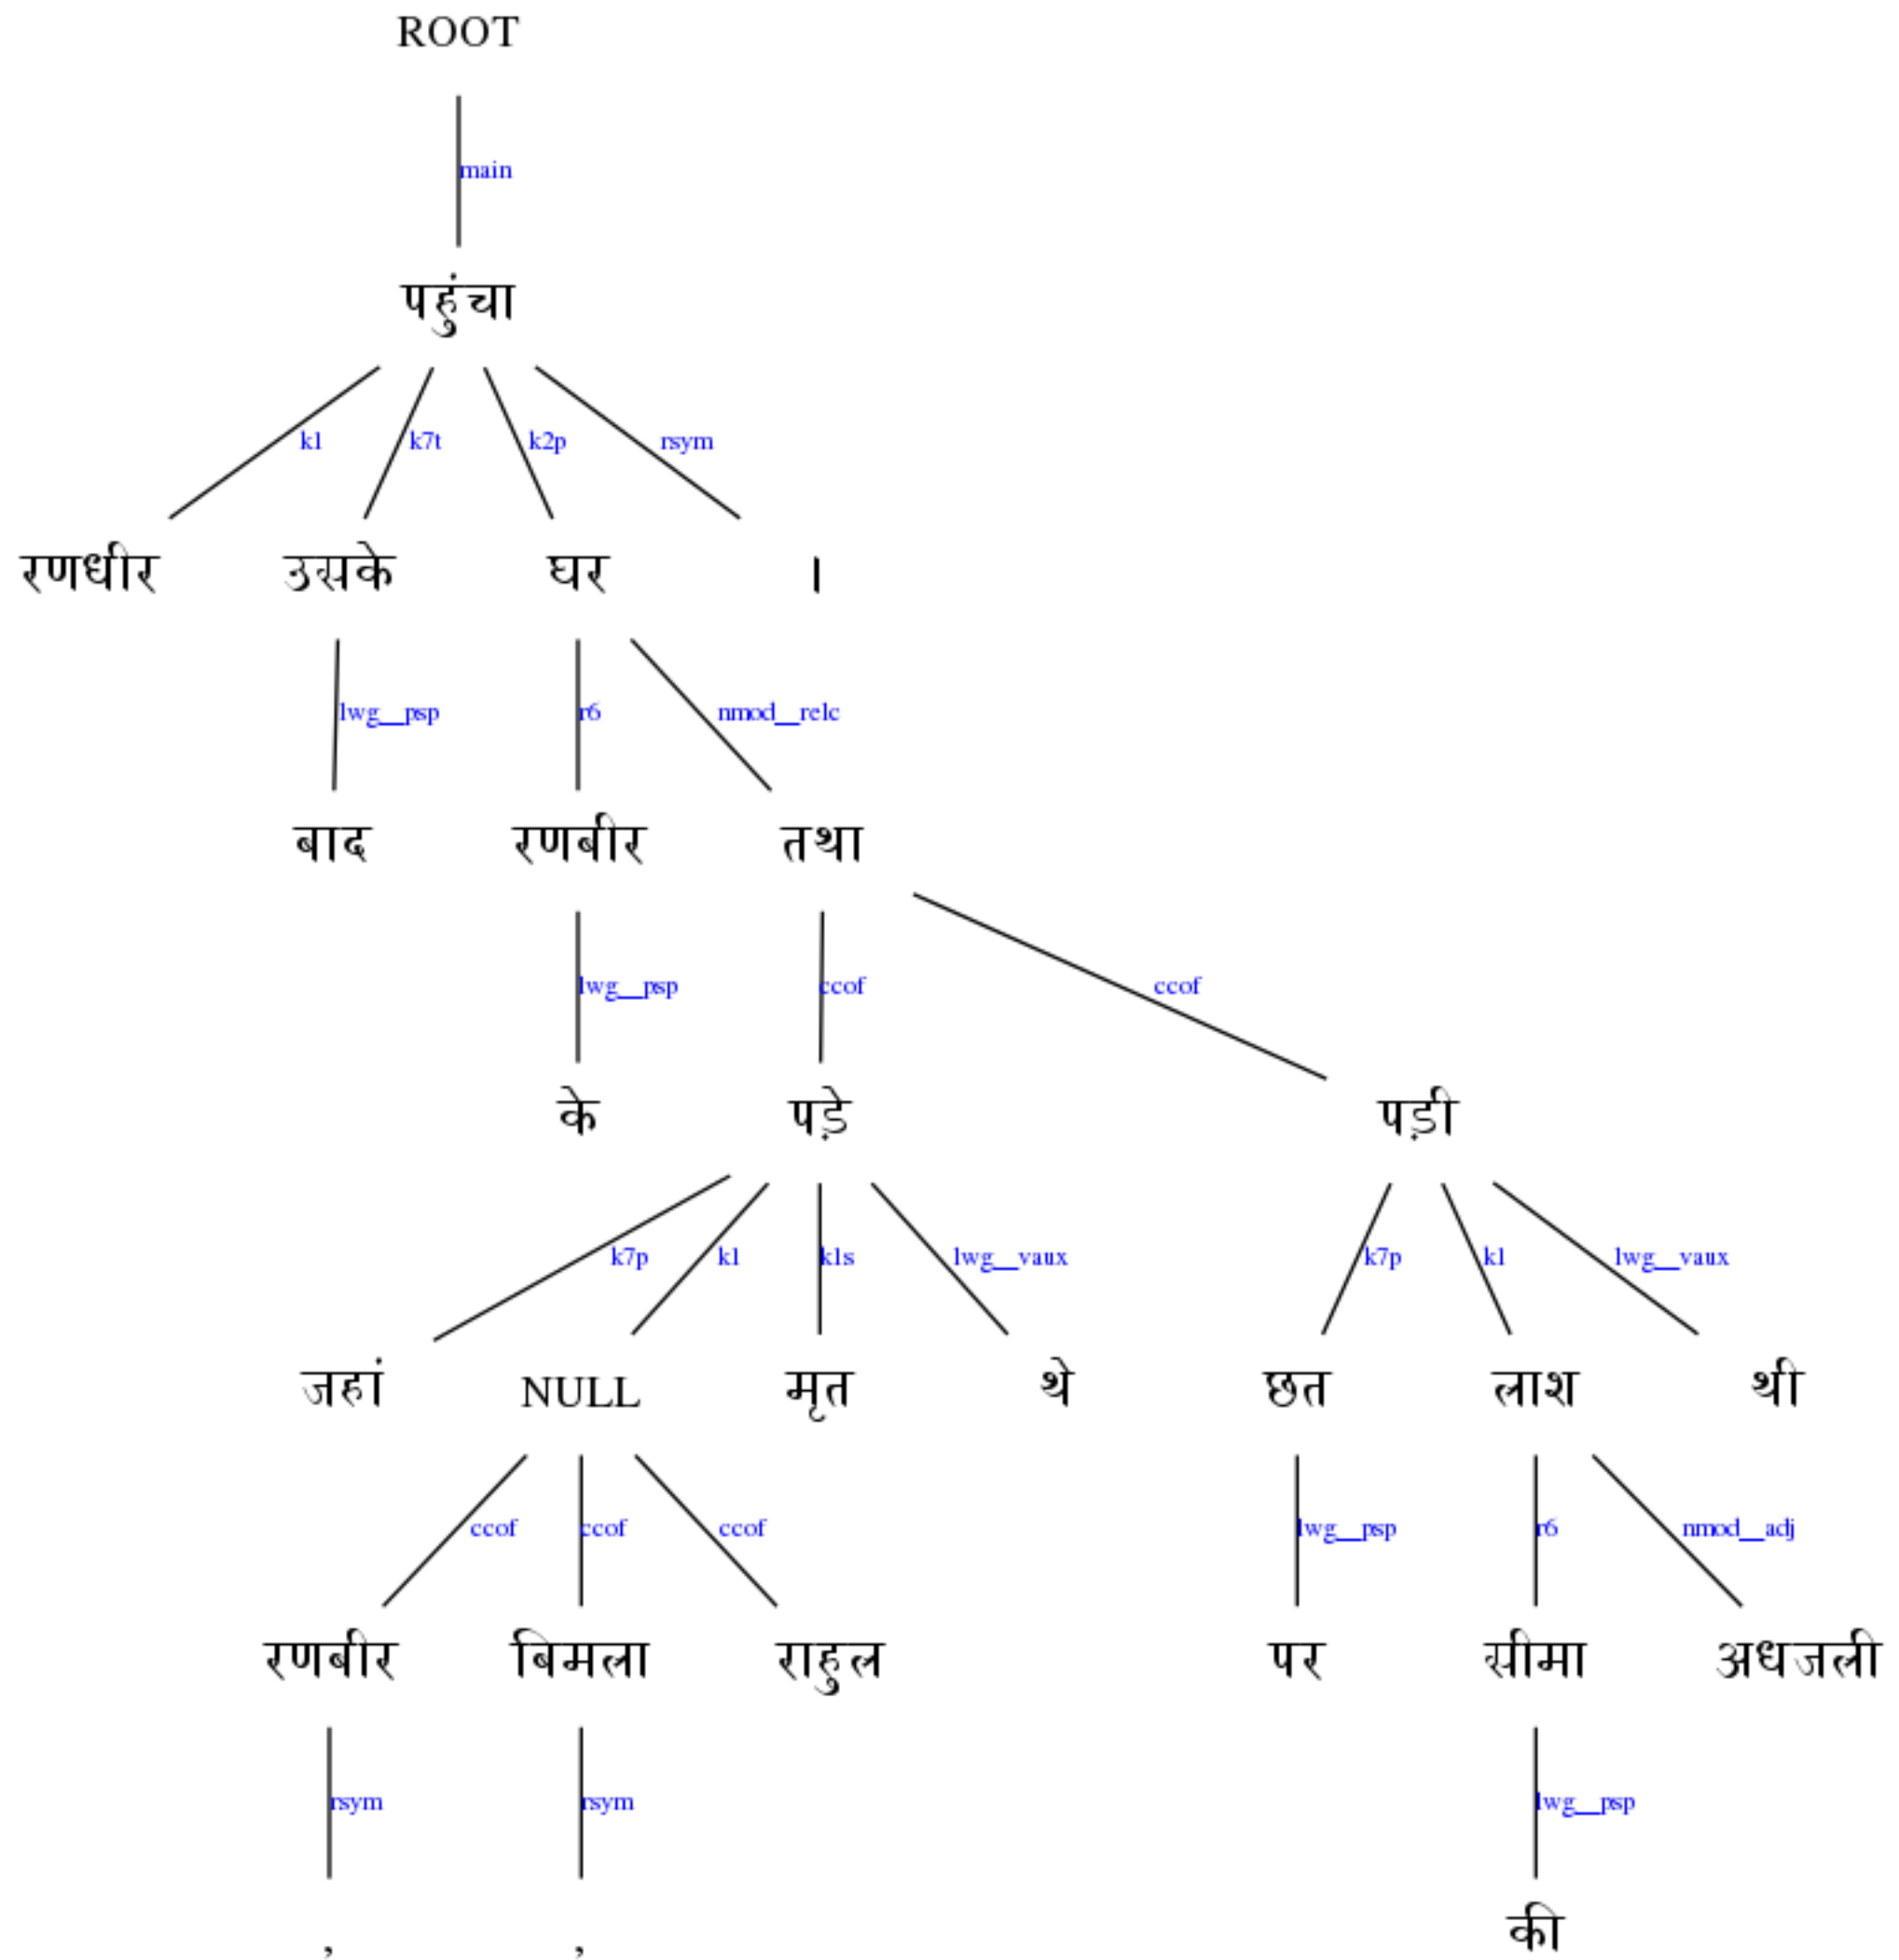 ROOT
main
पहुंचा
k1 k7t k2p rsym
रणधीर उसके घर ।
lwg__psp r6 nmod__relc
बाद रणबीर तथा
lwg__psp ccof ccof
के पड़े पड़ी
k7p k1 k1s lwg__vaux k7p k1 lwg__vaux
जहां NULL मृत थे छत लाश थी
ccof ccof ccof lwg__psp r6 nmod__adj
रणबीर बिमला राहुल पर सीमा अधजली
rsym rsym lwg__psp
, , की